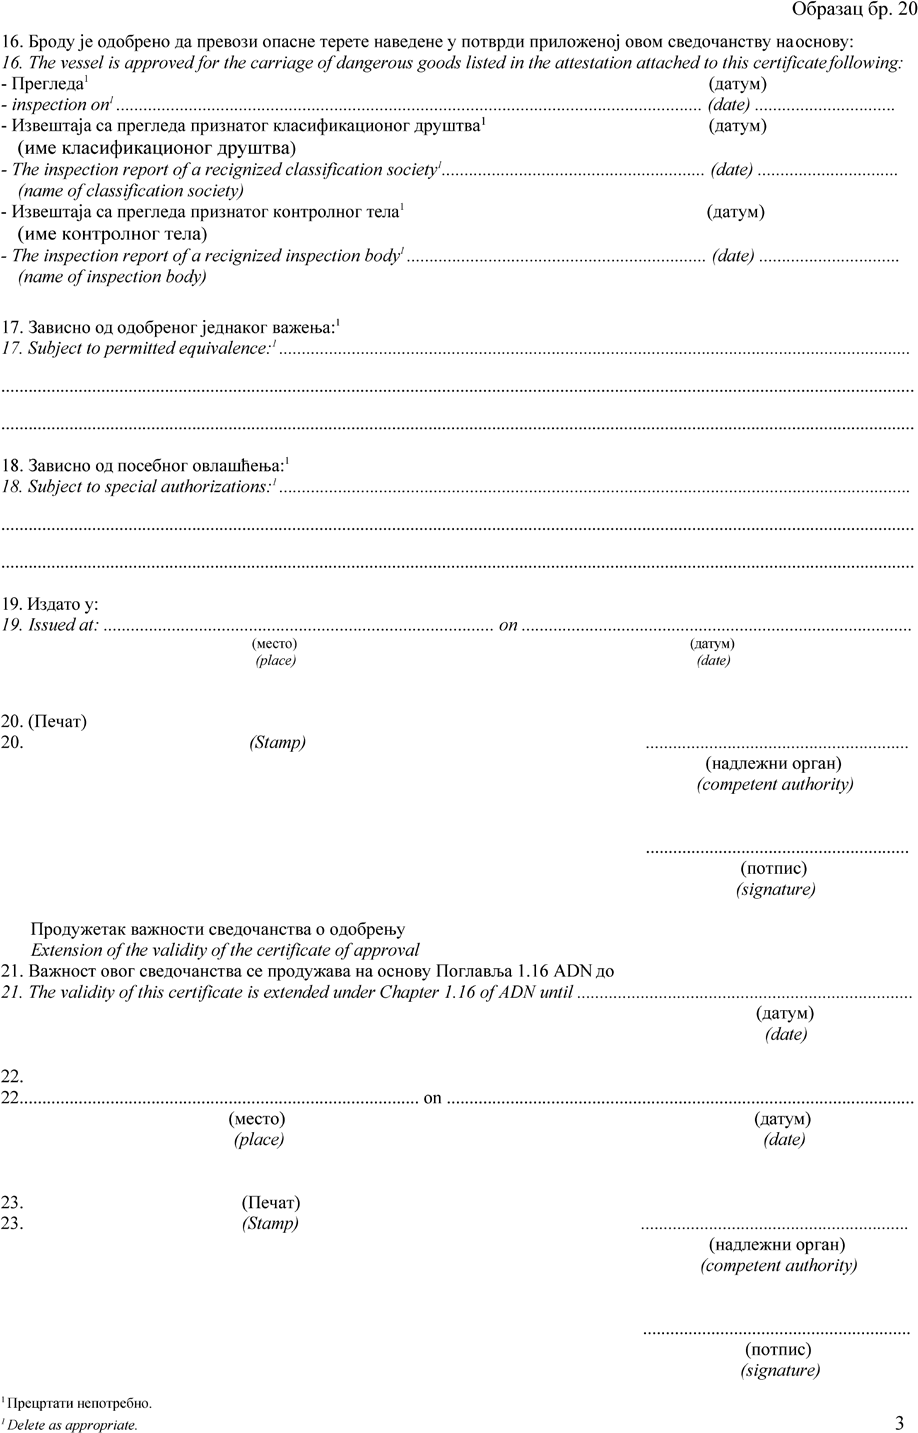 Образац бр. 20
16. Броду је одобрено да превози опасне терете наведене у потврди приложеној овом сведочанству на основу:
16. The vessel is approved for the carriage of dangerous goods listed in the attestation attached to this certificate following:
- Прегледа¹ (датум)
- inspection on¹ .......... (date) ..........
- Извештаја са прегледа признатог класификационог друштва¹ (датум)
(име класификационог друштва)
- The inspection report of a recignized classification society¹.......... (date) ..........
(name of classification society)
- Извештаја са прегледа признатог контролног тела¹ (датум)
(име контролног тела)
- The inspection report of a recignized inspection body¹ .......... (date) ..........
(name of inspection body)
17. Зависно од одобреног једнаког важења:¹
17. Subject to permitted equivalence:¹ ..........
..........
..........
18. Зависно од посебног овлашћења:¹
18. Subject to special authorizations:¹ ..........
..........
..........
19. Издато у:
19. Issued at: .......... on ..........
(место) (датум)
(place) (date)
20. (Печат)
20. (Stamp) ..........
(надлежни орган)
(competent authority)
..........
(потпис)
(signature)
Продужетак важности сведочанства о одобрењу
Extension of the validity of the certificate of approval
21. Важност овог сведочанства се продужава на основу Поглавља 1.16 ADN до
21. The validity of this certificate is extended under Chapter 1.16 of ADN until ..........
(датум)
(date)
22.
22.......... on ..........
(место) (датум)
(place) (date)
23. (Печат)
23. (Stamp) ..........
(надлежни орган)
(competent authority)
..........
(потпис)
(signature)
¹ Прецртати непотребно.
¹ Delete as appropriate. 3